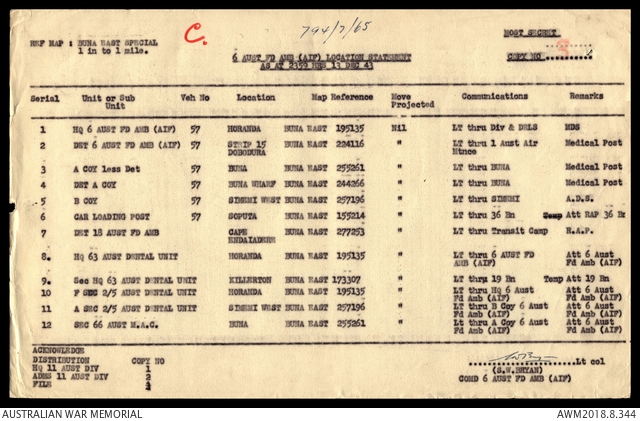 C.
794/7/65
MOST SECRET
REF MAP : BUNA EAST SPECIAL
1 in to 1 mile.
COPY NO
6 AUST FD AMB (AIF) LOCATION STATEMENT
AS AT 2359 HRS 13 DEC 43
Serial Unit or Sub Unit Veh No Location Map Reference Move Projected Communications Remarks
1 HQ 6 AUST FD AMB (AIF) 57 HORANDA BUNA EAST 195135 Nil LT thru Div & DRLS MDS
2 DET 6 AUST FD AMB (AIF) 57 STRIP 15 BUNA EAST 224116 " LT thru 1 Aust Air Medical Post
DOBODURA Mtnce
3 A COY less Det 57 BUNA BUNA EAST 255261 " LT thru BUNA Medical Post
4 DET A COY 57 BUNA WHARF BUNA EAST 244266 " LT thru BUNA Medical Post
5 B COY 57 SIMEMI WEST BUNA EAST 257196 " LT thru SIMEMI A.D.S.
6 CAR LOADING POST 57 SOPUTA BUNA EAST 155214 " LT thru 36 Bn Temp Att RAP 36 Bn
7 DET 18 AUST FD AMB CAPE BUNA EAST 277253 " LT thru Transit Camp R.A.P.
ENDAIADERE
8. HQ 63 AUST DENTAL UNIT HORANDA BUNA EAST 195135 " LT thru 6 AUST FD Att 6 Aust
AMB (AIF) Fd Amb (AIF)
9. Sec HQ 63 AUST DENTAL UNIT KILLERTON BUNA EAST 173307 " LT thru 19 Bn Temp Att 19 Bn
10 F SEC 2/5 AUST DENTAL UNIT HORANDA BUNA EAST 195135 " LT thru HQ 6 Aust Att 6 Aust
Fd Amb (AIF) Fd Amb (AIF)
11 A SEC 2/5 AUST DENTAL UNIT SIMEMI WEST BUNA EAST 257196 " LT thru B Coy 6 Aust Att 6 Aust
Fd Amb (AIF) Fd Amb (AIF)
12 SEC 66 AUST M.A.C. BUNA BUNA EAST 255261 " Lt thru A Coy 6 Aust Att 6 Aust
Fd Amb (AIF) Fd Amb (AIF)
ACKNOWLEDGE
DISTRIBUTION COPY NO
HQ 11 AUST DIV 1
ADMS 11 AUST DIV 2
FILE 3
Lt col
(S.W.BRYAN)
COMD 6 AUST FD AMB (AIF)
AUSTRALIAN WAR MEMORIAL
AWM2018.8.344